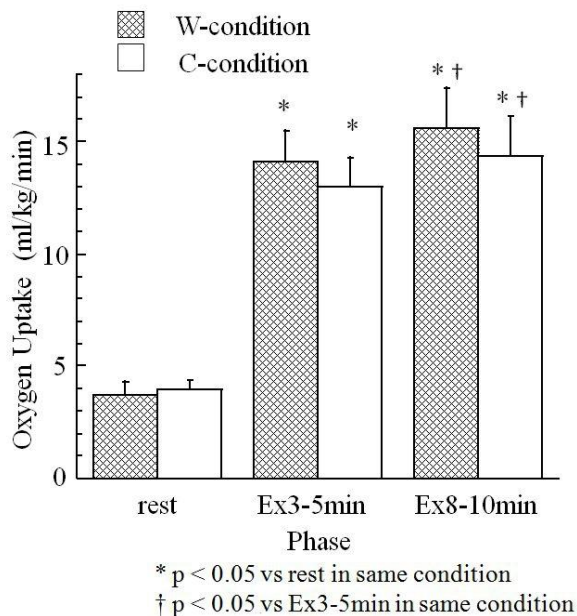 W-condition
C-condition
Oxygen Uptake (ml/kg/min)
15
10
5
0
* †
* †
*
*
rest Ex3-5min Ex8-10min
Phase
* p < 0.05 vs rest in same condition
† p < 0.05 vs Ex3-5min in same condition